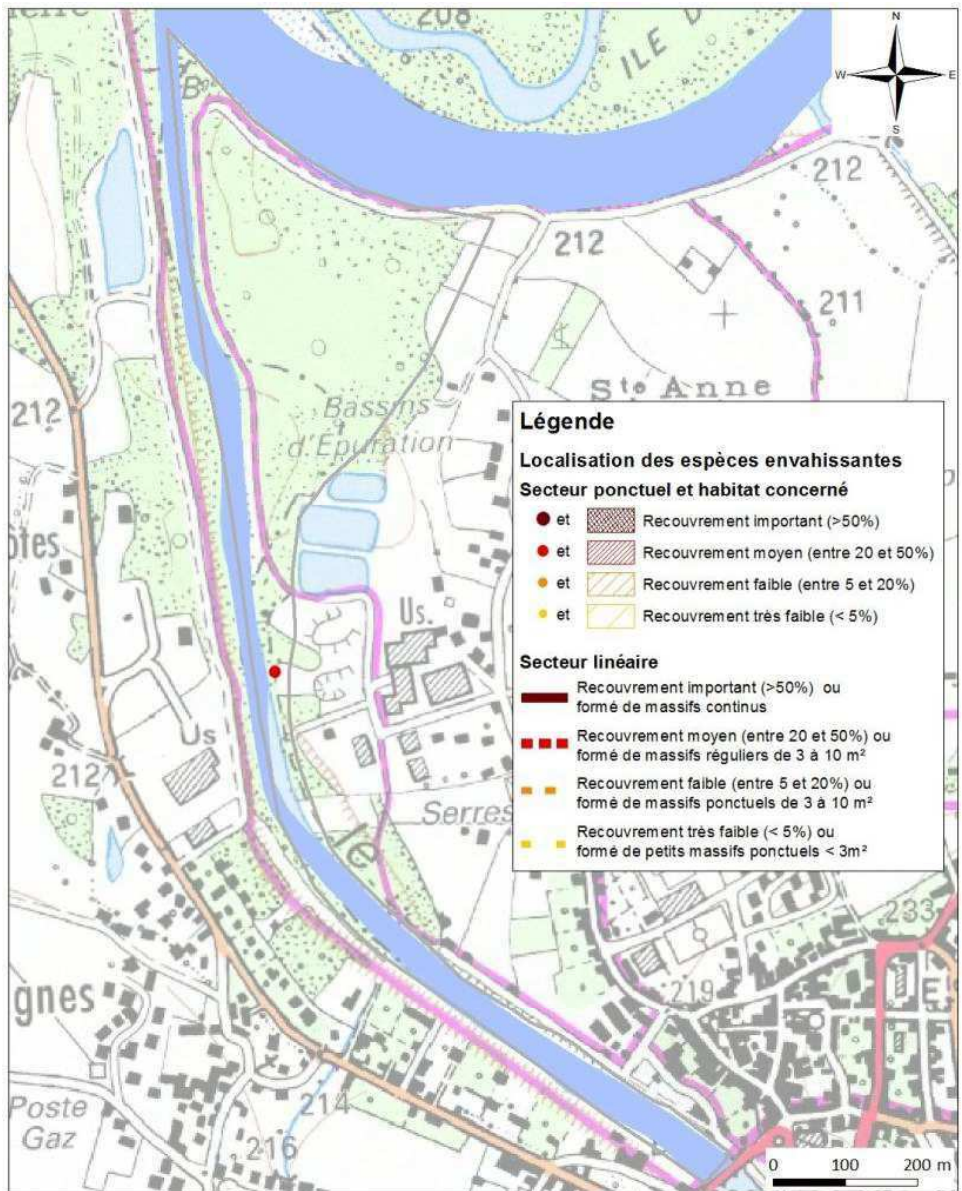 208
ILE D
N
W
E
S
B
212
212
211
Ste Anne
Bassins
d'Epuration
212
otes
Us.
Us
212
Serres
le
gnes
Poste
Gaz
214
216
219
233
E
Légende
Localisation des espèces envahissantes
Secteur ponctuel et habitat concerné
et Recouvrement important (>50%)
et Recouvrement moyen (entre 20 et 50%)
et Recouvrement faible (entre 5 et 20%)
et Recouvrement très faible (< 5%)
Secteur linéaire
Recouvrement important (>50%) ou
formé de massifs continus
Recouvrement moyen (entre 20 et 50%) ou
formé de massifs réguliers de 3 à 10 m²
Recouvrement faible (entre 5 et 20%) ou
formé de massifs ponctuels de 3 à 10 m²
Recouvrement très faible (< 5%) ou
formé de petits massifs ponctuels < 3m²
0 100 200 m